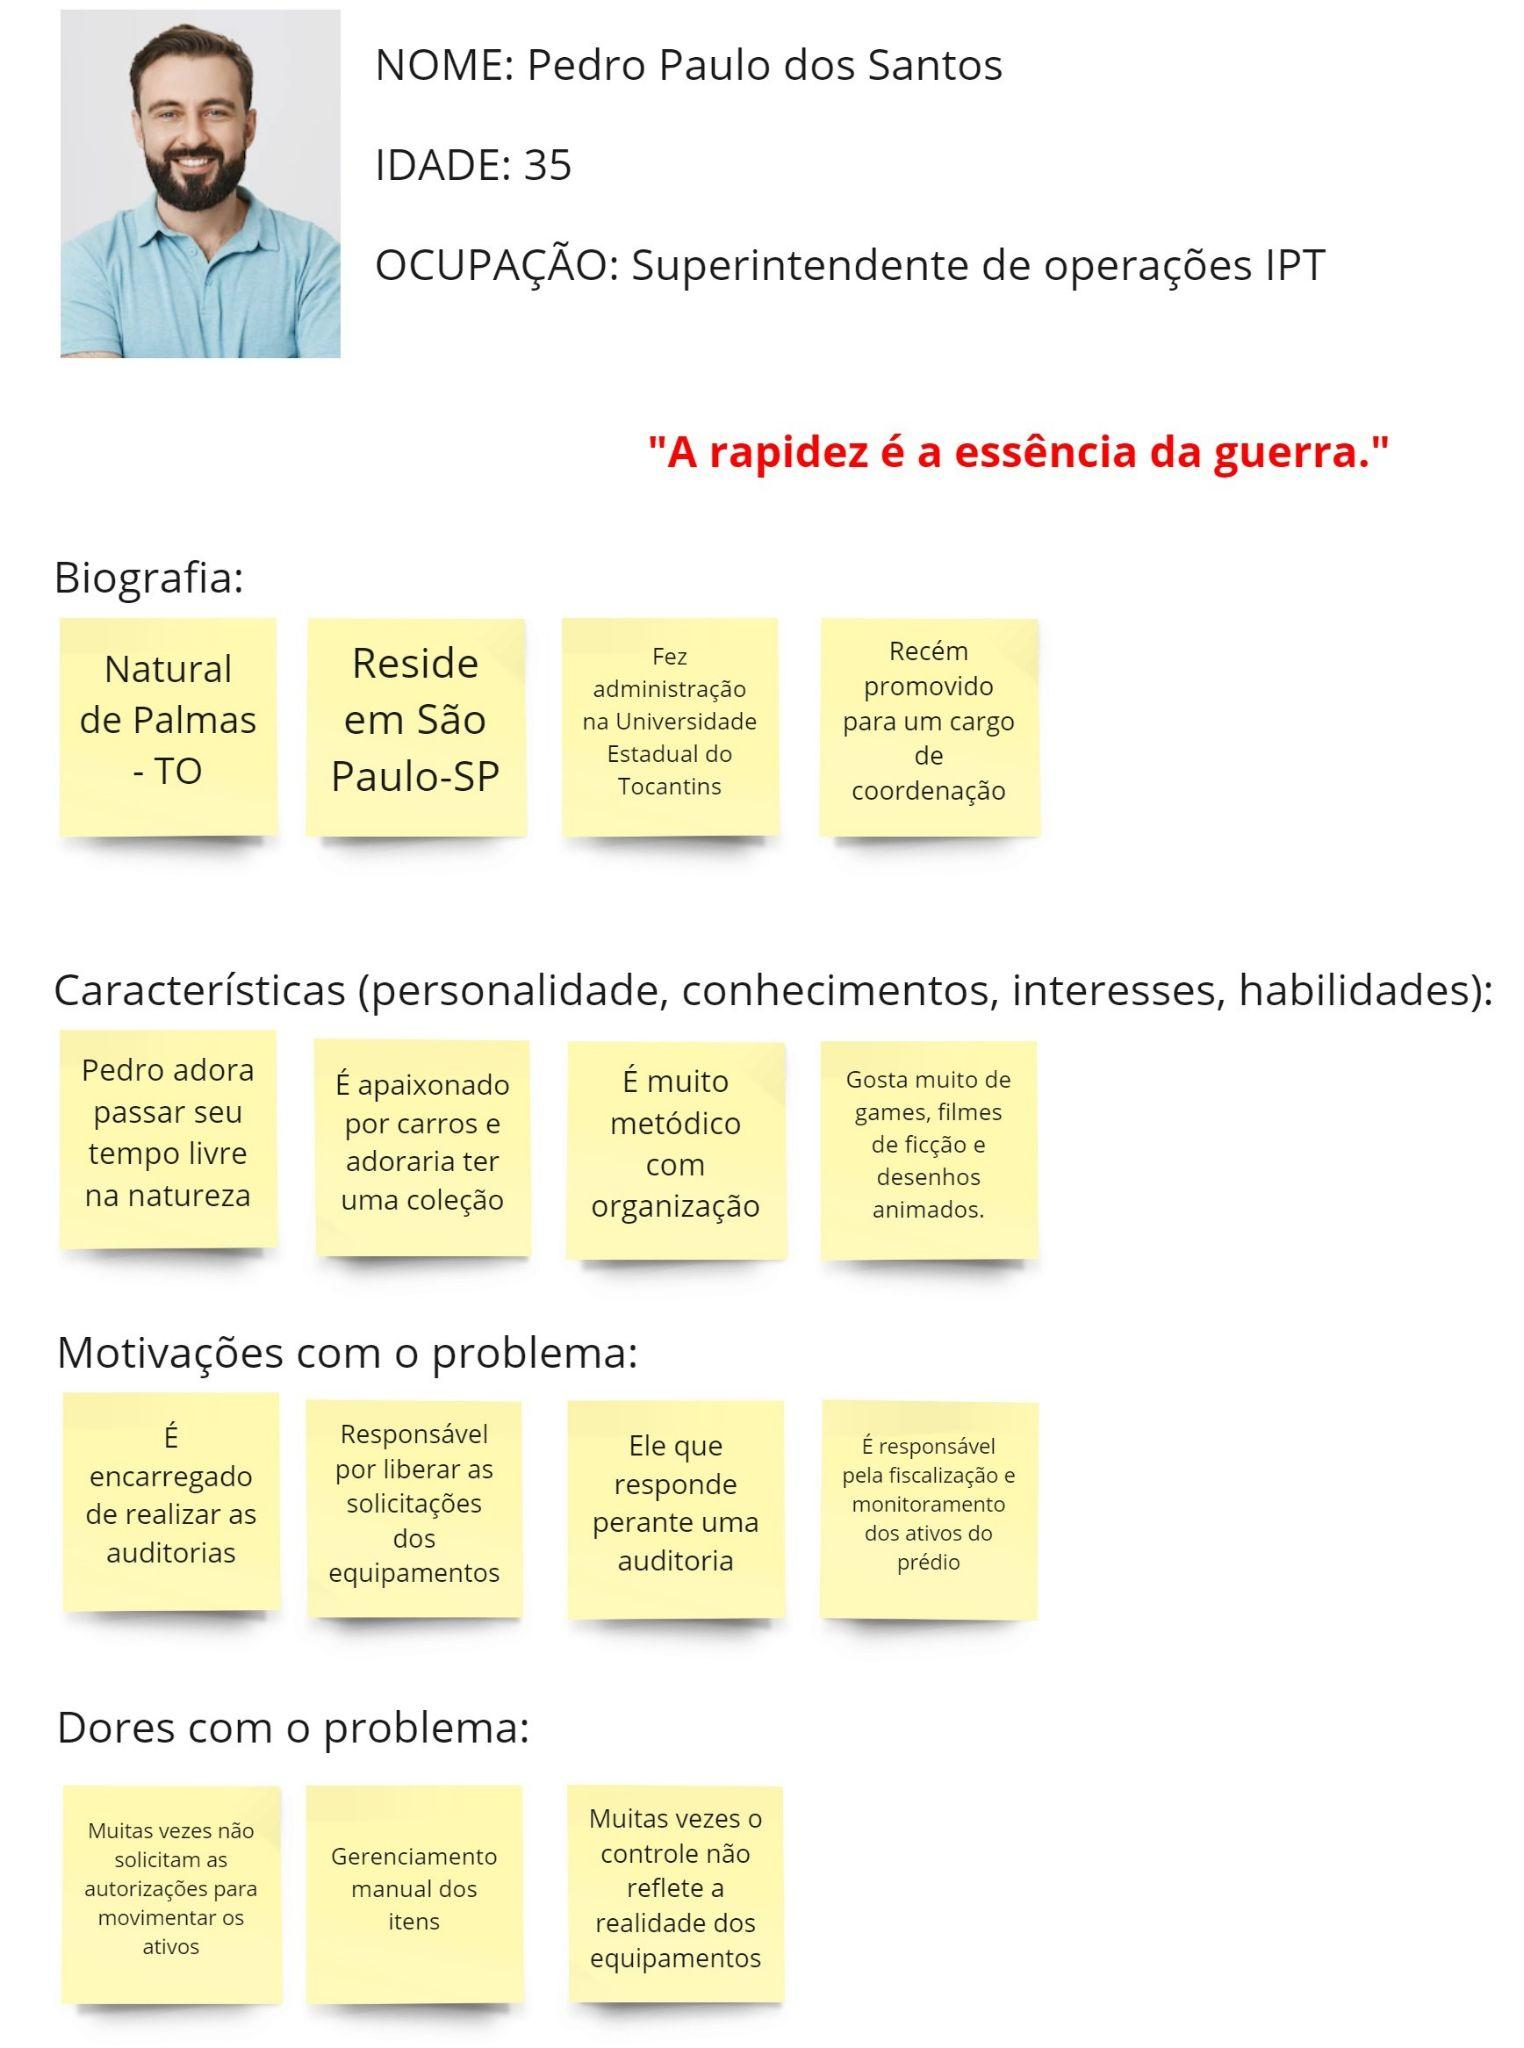 NOME: Pedro Paulo dos Santos
IDADE: 35
OCUPAÇÃO: Superintendente de operações IPT
"A rapidez é a essência da guerra."
Biografia:
Natural
de Palmas
- TO
Reside
em São
Paulo-SP
Fez
administração
na Universidade
Estadual do
Tocantins
Recém
promovido
para um cargo
de
coordenação
Características (personalidade, conhecimentos, interesses, habilidades):
Pedro adora
passar seu
tempo livre
na natureza
É apaixonado
por carros e
adoraria ter
uma coleção
É muito
metódico
com
organização
Gosta muito de
games, filmes
de ficção e
desenhos
animados.
Motivações com o problema:
É
encarregado
de realizar as
auditorias
Responsável
por liberar as
solicitações
dos
equipamentos
Ele que
responde
perante uma
auditoria
É responsável
pela fiscalização e
monitoramento
dos ativos do
prédio
Dores com o problema:
Muitas vezes não
solicitam as
autorizações para
movimentar os
ativos
Gerenciamento
manual dos
itens
Muitas vezes o
controle não
reflete a
realidade dos
equipamentos